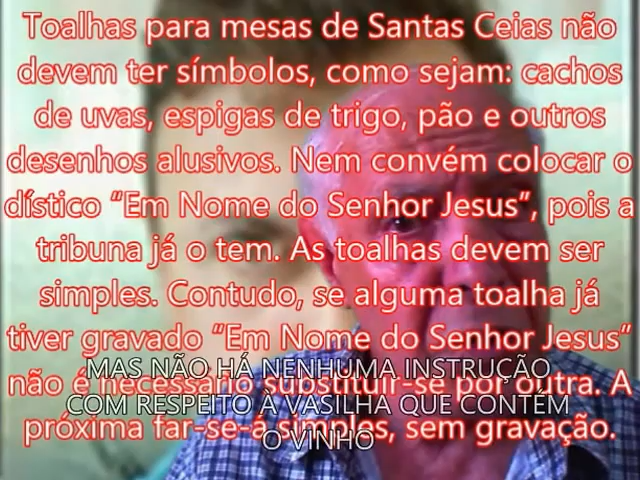 Toalhas para mesas de Santas Ceias não
devem ter símbolos, como sejam: cachos
de uvas, espigas de trigo, pão e outros
desenhos alusivos. Nem convém colocar o
dístico “Em Nome do Senhor Jesus”, pois a
tribuna já o tem. As toalhas devem ser
simples. Contudo, se alguma toalha já
tiver gravado “Em Nome do Senhor Jesus”
não é necessário substituir-se por outra. A
próxima far-se-á simples, sem gravação.
MAS NÃO HÁ NENHUMA INSTRUÇÃO
COM RESPEITO À VASILHA QUE CONTÉM
O VINHO